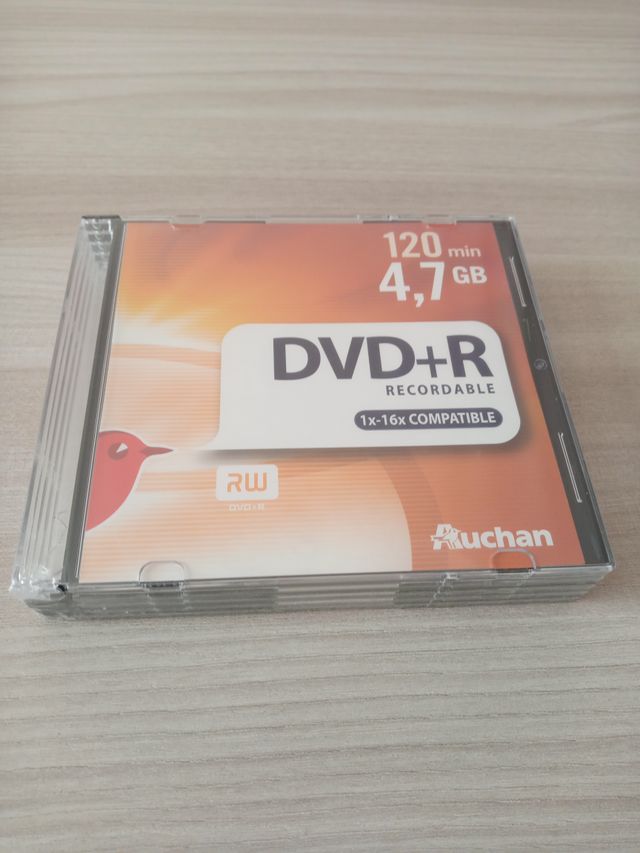 120 min
4,7 GB
DVD+R
RECORDABLE
1x-16x COMPATIBLE
RW
DVD+R
Auchan